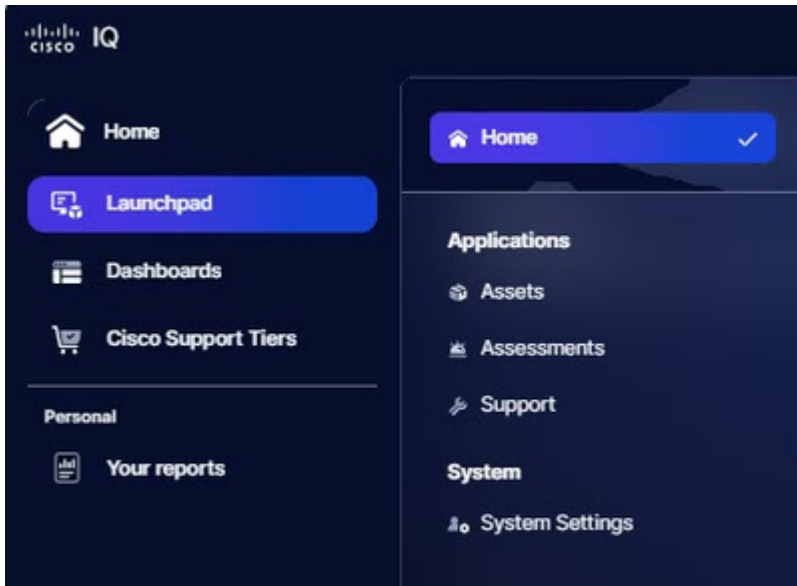 cisco IQ
Home
Launchpad
Dashboards
Cisco Support Tiers
Personal
Your reports
Home
Applications
Assets
Assessments
Support
System
System Settings